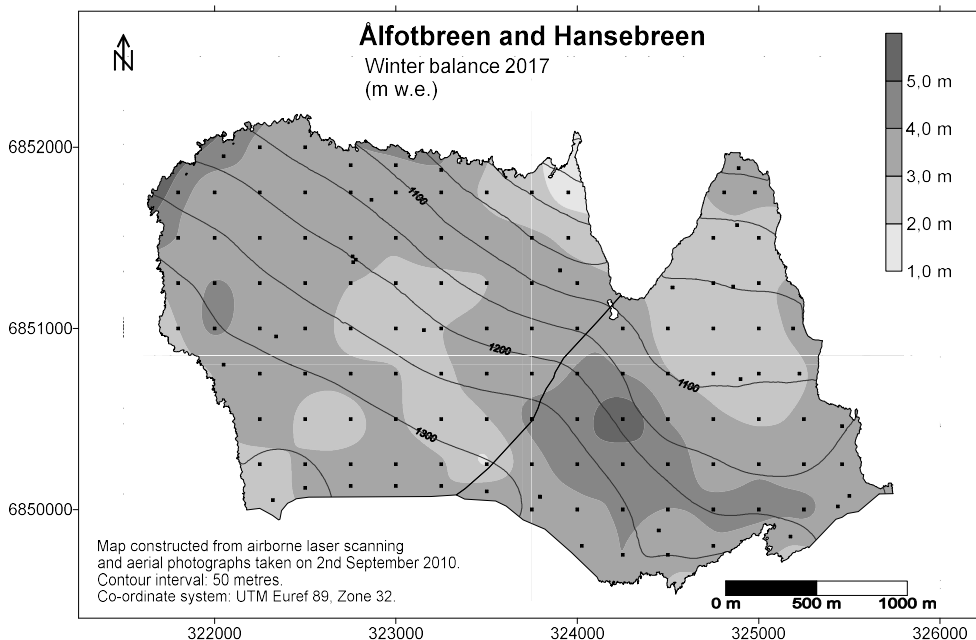 Ålfotbreen and Hansebreen
Winter balance 2017
(m w.e.)
N
5,0 m
4,0 m
3,0 m
2,0 m
1,0 m
6852000
6851000
6850000
1100
1200
1100
1300
Map constructed from airborne laser scanning
and aerial photographs taken on 2nd September 2010.
Contour interval: 50 metres.
Co-ordinate system: UTM Euref 89, Zone 32.
0 m 500 m 1000 m
322000 323000 324000 325000 326000